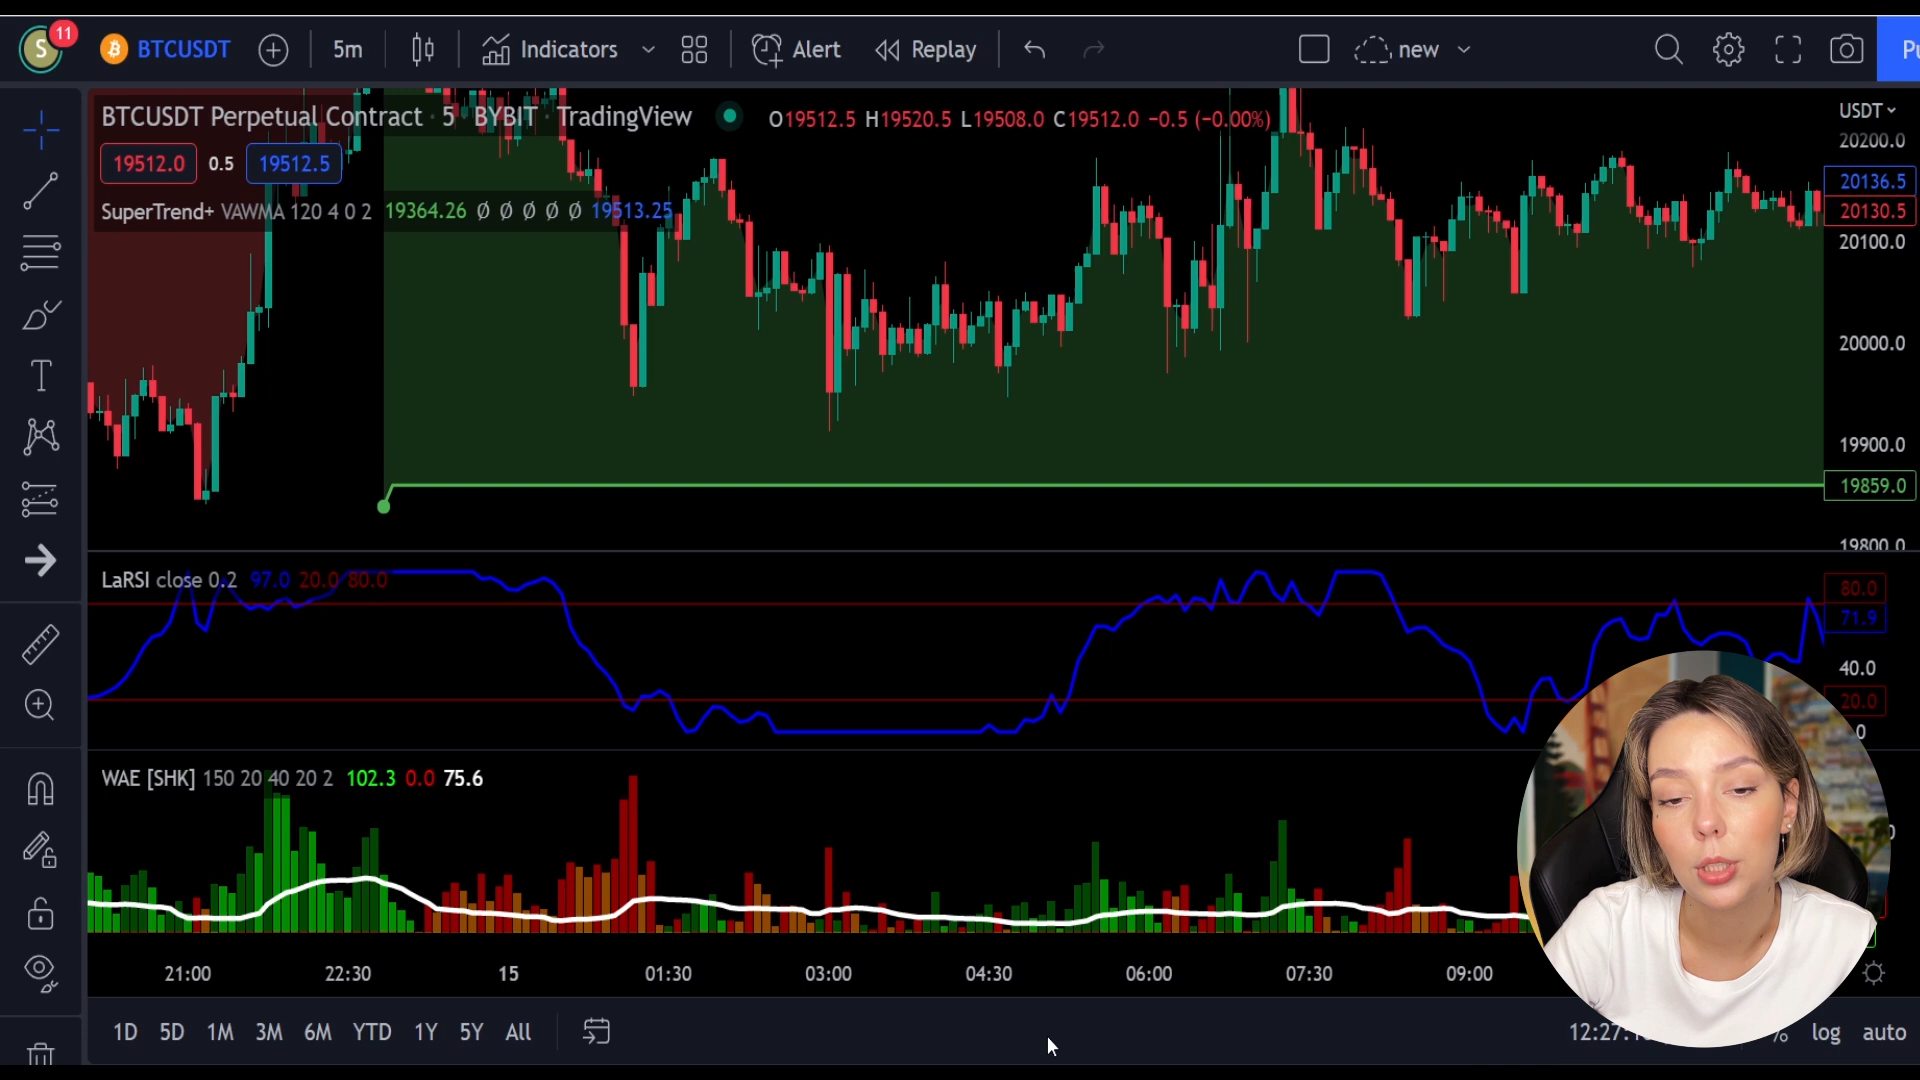 S 11 BTCUSDT 5m Indicators Alert Replay new Pu
BTCUSDT Perpetual Contract · 5 · BYBIT · TradingView O19512.5 H19520.5 L19508.0 C19512.0 −0.5 (−0.00%)
19512.0 0.5 19512.5
SuperTrend+ VAWMA 120 4 0 2 19364.26 Ø Ø Ø Ø Ø 19513.25
USDT
20200.0
20136.5
20130.5
20100.0
20000.0
19900.0
19859.0
19800.0
LaRSI close 0.2 97.0 20.0 80.0
80.0
71.9
40.0
20.0
0
WAE [SHK] 150 20 40 20 2 102.3 0.0 75.6
21:00 22:30 15 01:30 03:00 04:30 06:00 07:30 09:00
1D 5D 1M 3M 6M YTD 1Y 5Y All
12:27: % log auto